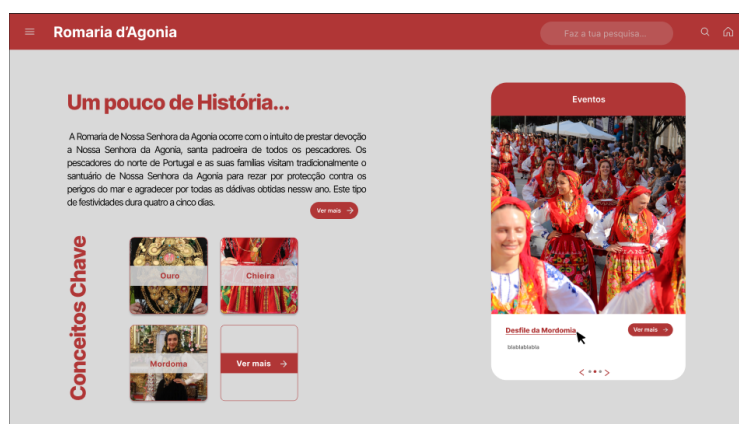 Romaria d'Agonia
Faz a tua pesquisa...
Um pouco de História...
A Romaria de Nossa Senhora da Agonia ocorre com o intuito de prestar devoção
a Nossa Senhora da Agonia, santa padroeira de todos os pescadores. Os
pescadores do norte de Portugal e as suas famílias visitam tradicionalmente o
santuário de Nossa Senhora da Agonia para rezar por protecção contra os
perigos do mar e agradecer por todas as dádivas obtidas nessw ano. Este tipo
de festividades dura quatro a cinco dias.
Ver mais →
Conceitos Chave
Ouro
Chieira
Mordoma
Ver mais →
Eventos
Desfile da Mordomia
Ver mais →
blablablabla